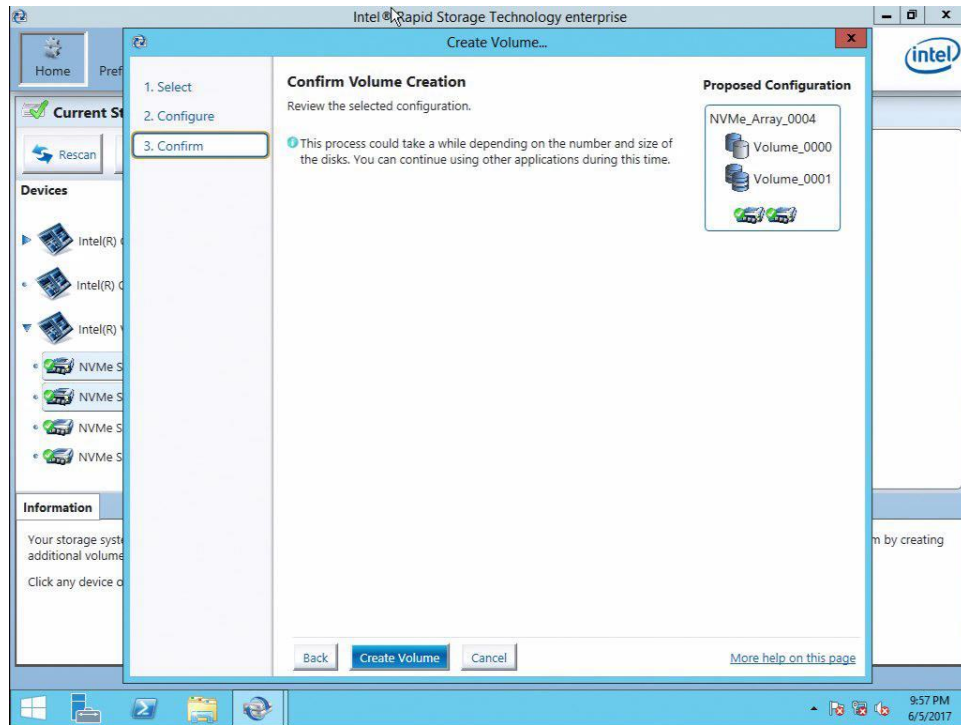 Intel® Rapid Storage Technology enterprise
Create Volume...
Home
Pref
intel
Current St
Rescan
Devices
Intel(R)
Intel(R)
Intel(R)
NVMe S
NVMe S
NVMe S
NVMe S
1. Select
2. Configure
3. Confirm
Confirm Volume Creation
Review the selected configuration.
This process could take a while depending on the number and size of
the disks. You can continue using other applications during this time.
Proposed Configuration
NVMe_Array_0004
Volume_0000
Volume_0001
Information
Your storage syste
m by creating
additional volume
Click any device o
Back
Create Volume
Cancel
More help on this page
9:57 PM
6/5/2017